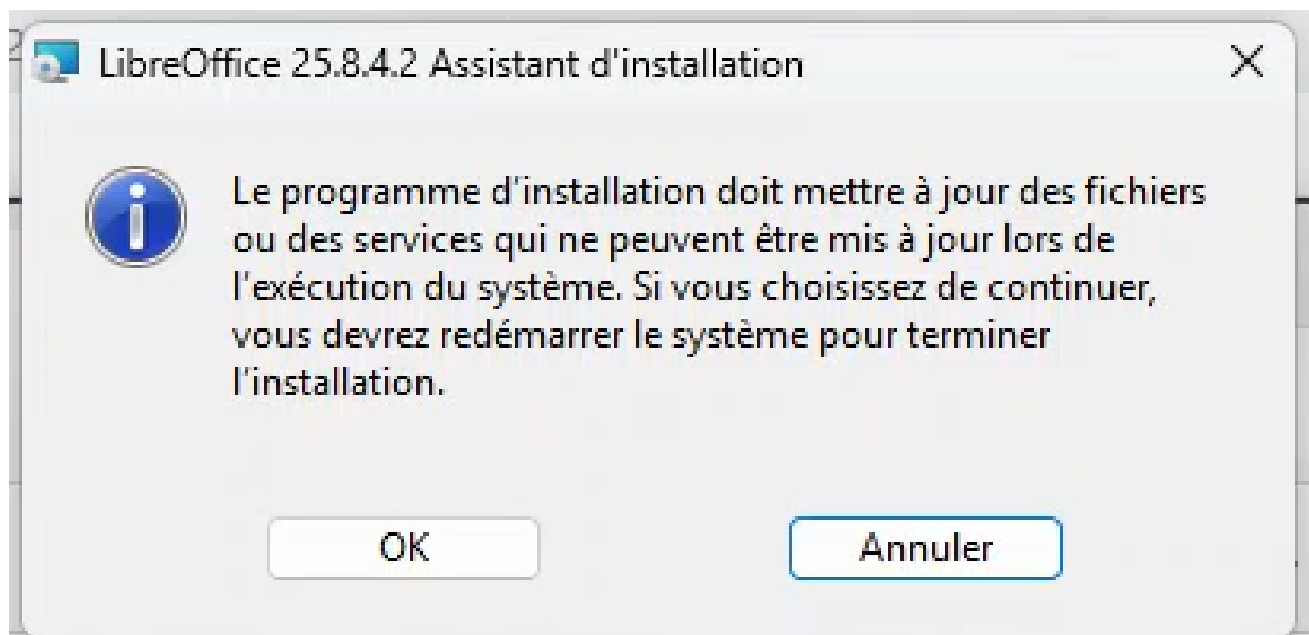 LibreOffice 25.8.4.2 Assistant d'installation
Le programme d'installation doit mettre à jour des fichiers
ou des services qui ne peuvent être mis à jour lors de
l'exécution du système. Si vous choisissez de continuer,
vous devrez redémarrer le système pour terminer
l'installation.
OK
Annuler